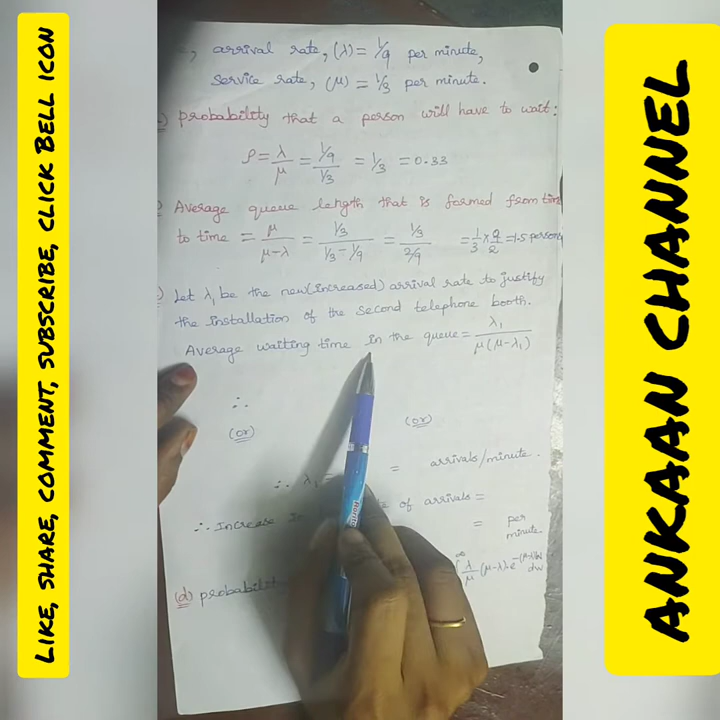 LIKE, SHARE, COMMENT, SUBSCRIBE, CLICK BELL ICON
arrival rate, (λ) = 1/9 per minute,
Service rate, (μ) = 1/3 per minute.
probability that a person will have to wait:
ρ = λ/μ = (1/9)/(1/3) = 1/3 = 0.33
Average queue length that is formed from time
to time = μ/(μ-λ) = (1/3)/(1/3-1/9) = (1/3)/(2/9) = 1/3 × 9/2 = 1.5 persons
Let λ1 be the new (increased) arrival rate to justify
the installation of the second telephone booth.
Average waiting time in the queue = λ1/(μ(μ-λ1))
∴
(or) (or)
∴ λ1 = = arrivals/minute.
∴ Increase in of arrivals =
= per
minute.
(d) probability ∫ λ/μ (μ-λ).e dw
ANKAAN CHANNEL